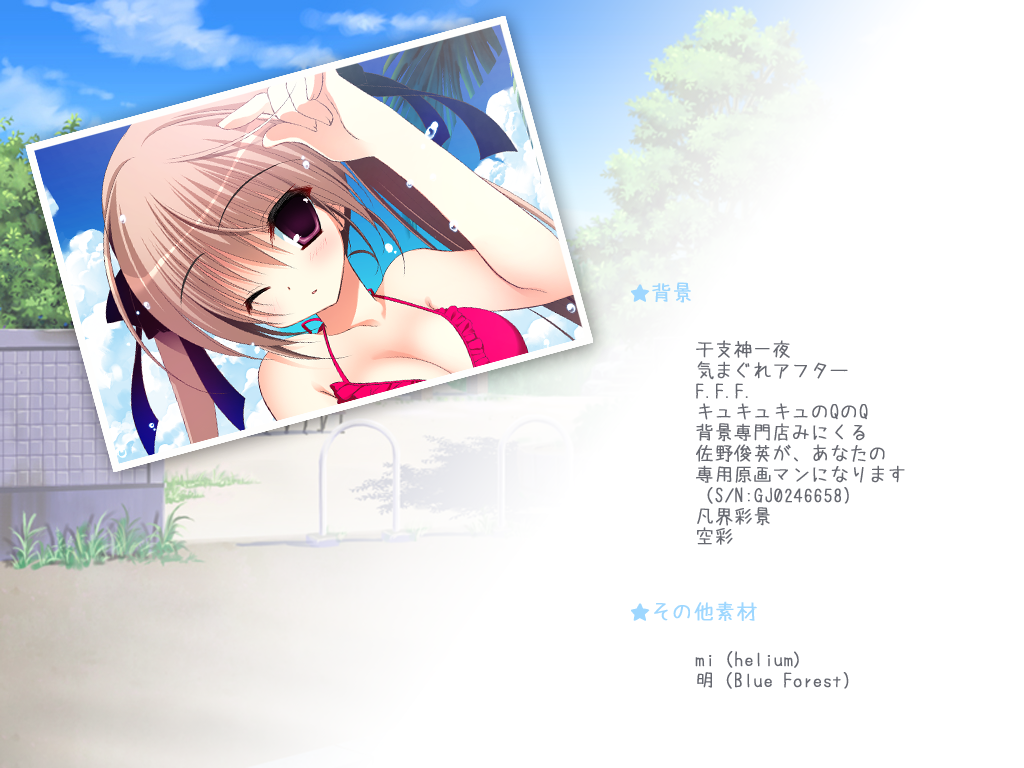 ★背景
干支神一夜
気まぐれアフター
F.F.F.
キュキュキュのQのQ
背景専門店みにくる
佐野俊英が、あなたの
専用原画マンになります
(S/N:GJ0246658)
凡界彩景
空彩
★その他素材
mi (helium)
明 (Blue Forest)